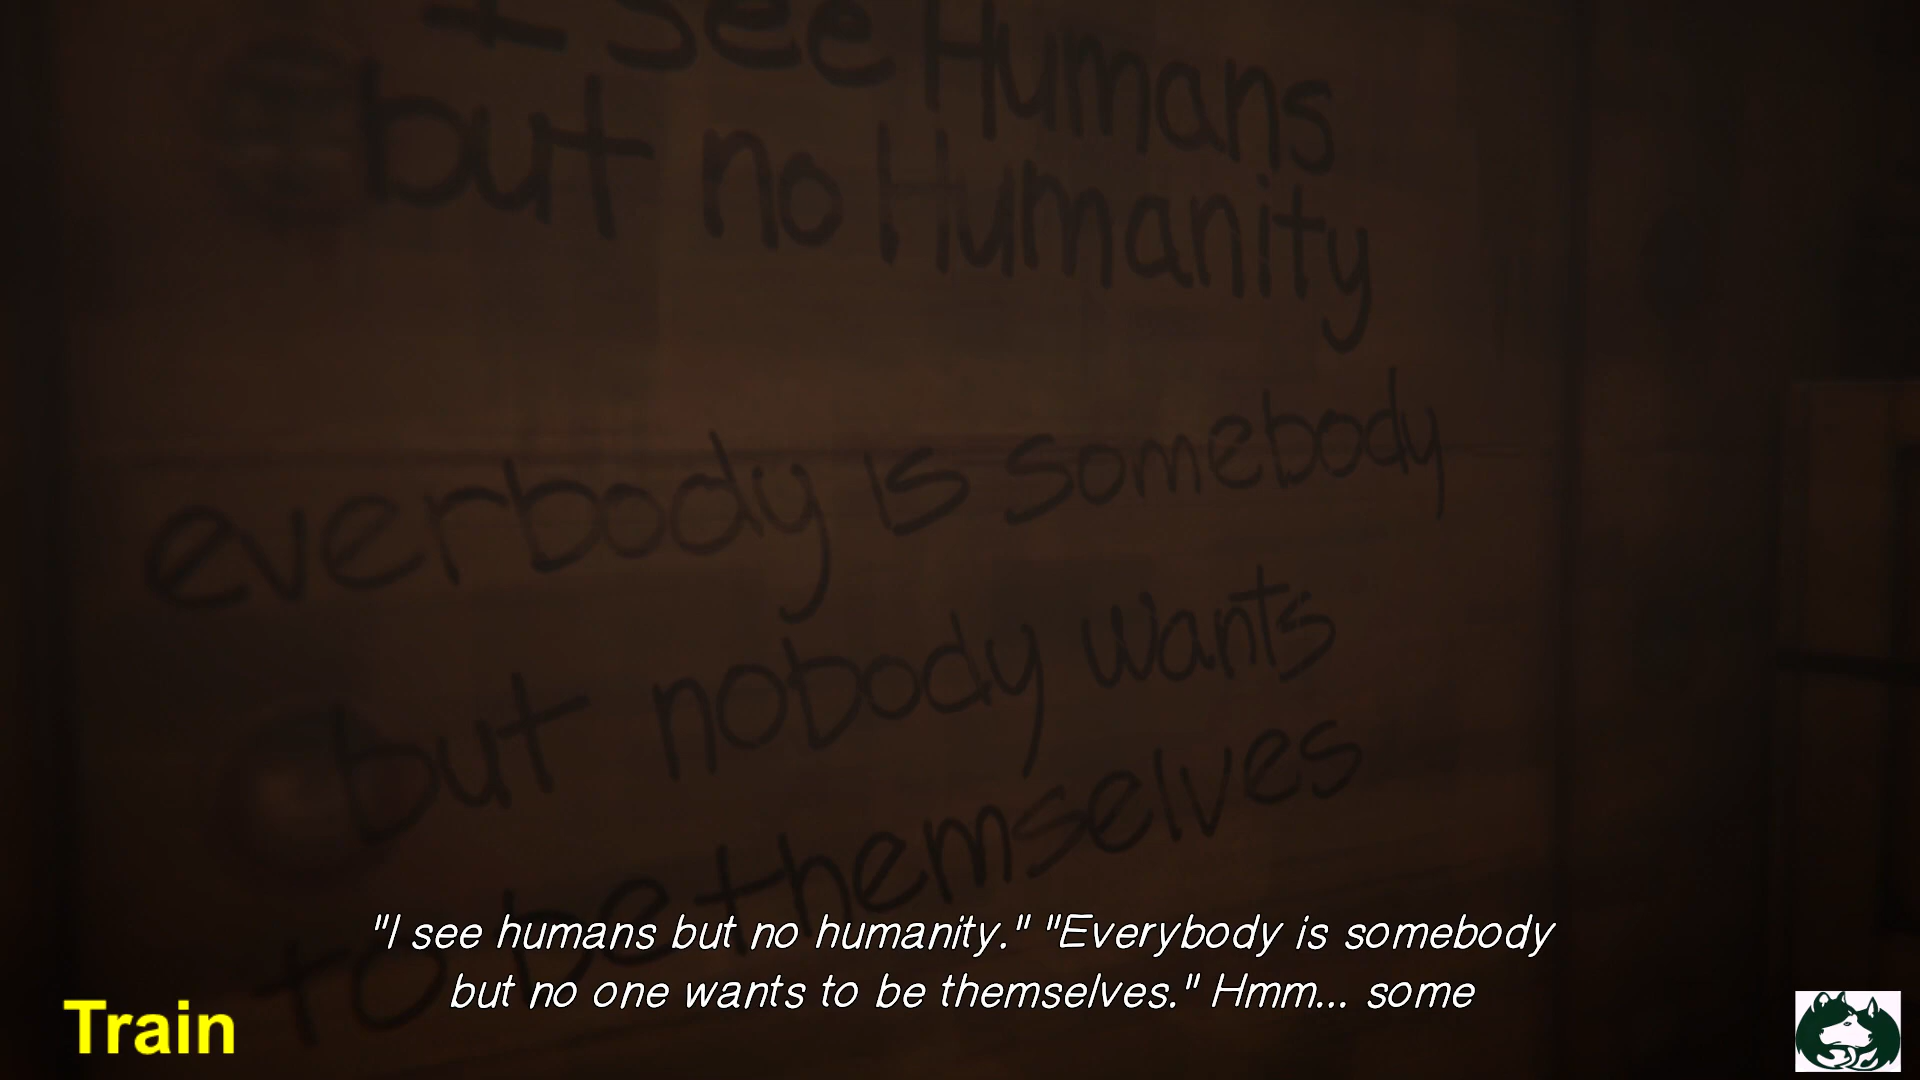 I see Humans
but no Humanity
everbody is somebody
but nobody wants
to be themselves
"I see humans but no humanity." "Everybody is somebody
but no one wants to be themselves." Hmm... some
Train